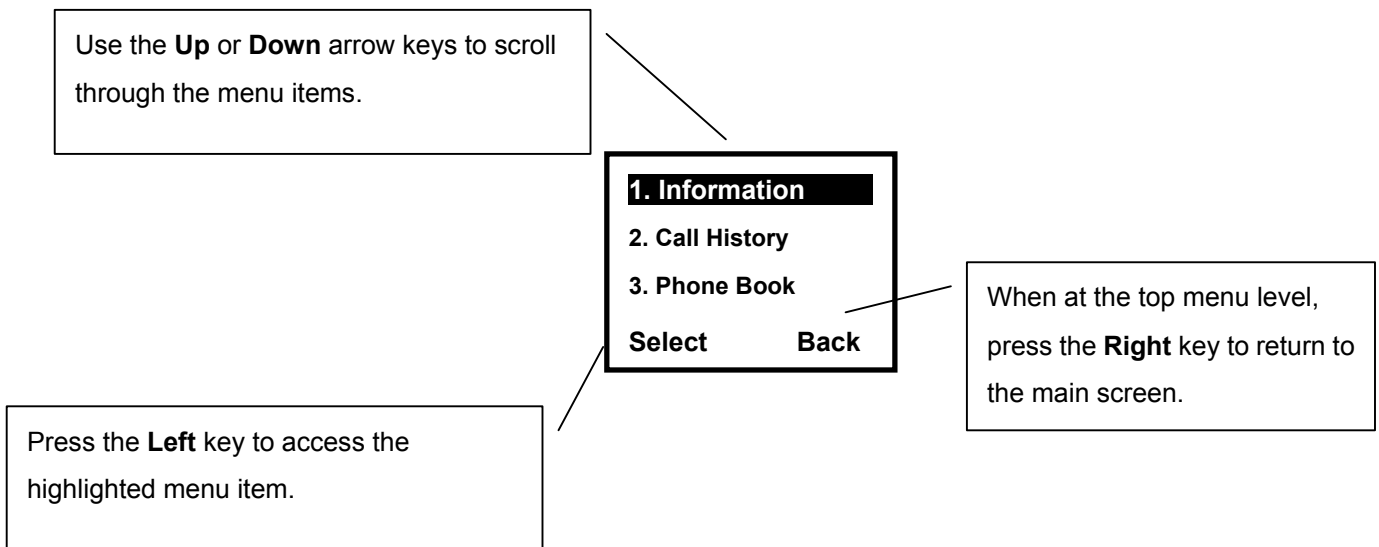 Use the Up or Down arrow keys to scroll
through the menu items.
1. Information
2. Call History
3. Phone Book
Select Back
When at the top menu level,
press the Right key to return to
the main screen.
Press the Left key to access the
highlighted menu item.